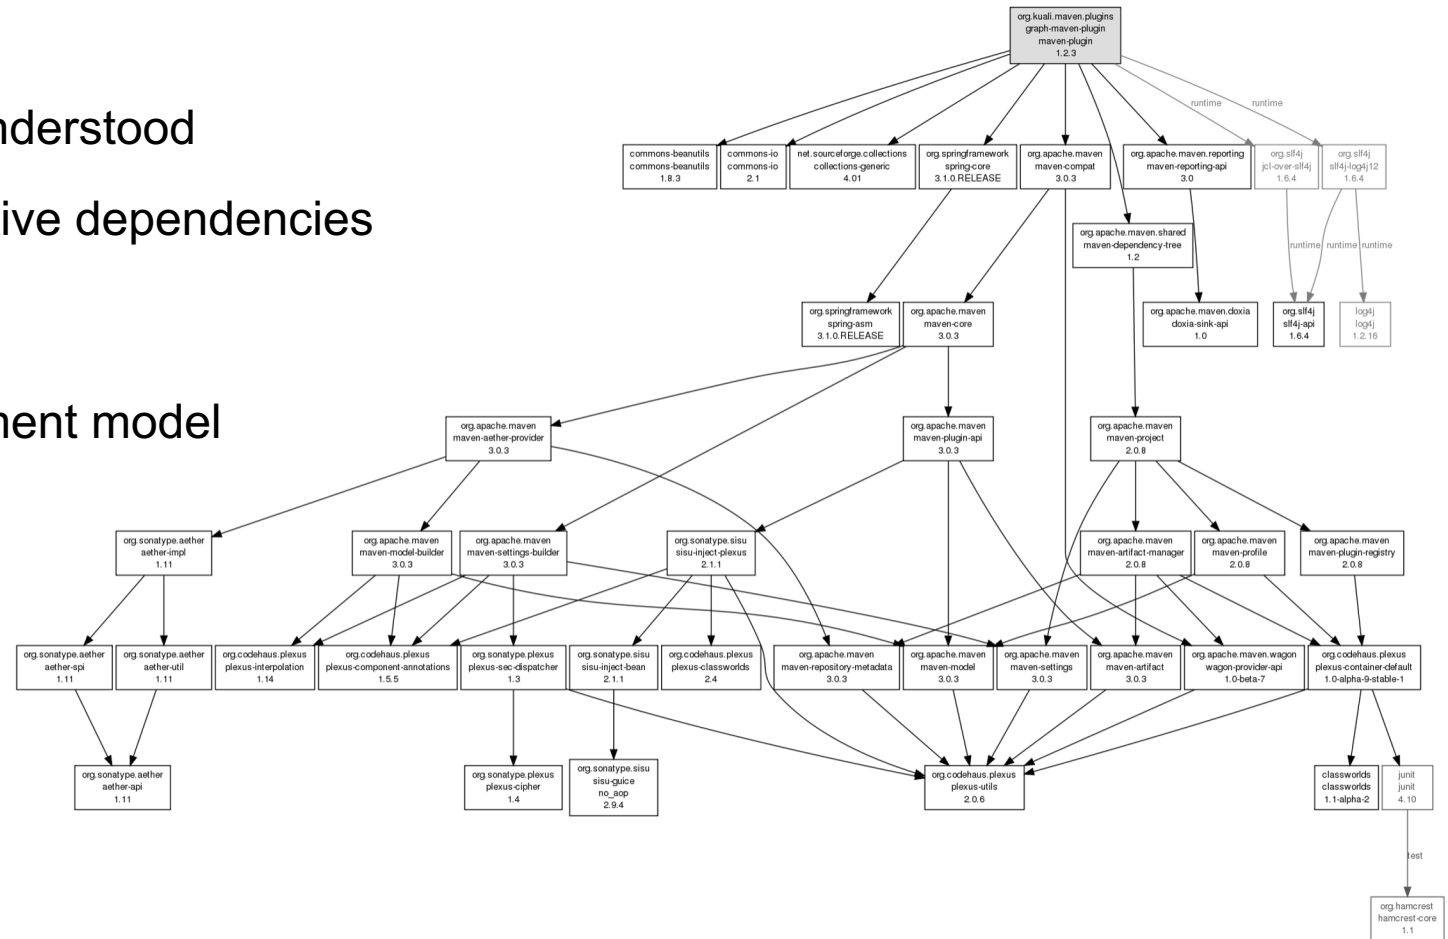 nderstood
ive dependencies
ment model
org.kuali.maven.plugins
graph-maven-plugin
maven-plugin
1.2.3
runtime
runtime
commons-beanutils
commons-beanutils
1.8.3
commons-io
commons-io
2.1
net.sourceforge.collections
collections-generic
4.01
org.springframework
spring-core
3.1.0.RELEASE
org.apache.maven
maven-compat
3.0.3
org.apache.maven.reporting
maven-reporting-api
3.0
org.slf4j
jcl-over-slf4j
1.6.4
org.slf4j
slf4j-log4j12
1.6.4
org.apache.maven.shared
maven-dependency-tree
1.2
runtime
runtime
runtime
org.springframework
spring-asm
3.1.0.RELEASE
org.apache.maven
maven-core
3.0.3
org.apache.maven.doxia
doxia-sink-api
1.0
org.slf4j
slf4j-api
1.6.4
log4j
log4j
1.2.16
org.apache.maven
maven-aether-provider
3.0.3
org.apache.maven
maven-plugin-api
3.0.3
org.apache.maven
maven-project
2.0.8
org.sonatype.aether
aether-impl
1.11
org.apache.maven
maven-model-builder
3.0.3
org.apache.maven
maven-settings-builder
3.0.3
org.sonatype.sisu
sisu-inject-plexus
2.1.1
org.apache.maven
maven-artifact-manager
2.0.8
org.apache.maven
maven-profile
2.0.8
org.apache.maven
maven-plugin-registry
2.0.8
org.sonatype.aether
aether-spi
1.11
org.sonatype.aether
aether-util
1.11
org.codehaus.plexus
plexus-interpolation
1.14
org.codehaus.plexus
plexus-component-annotations
1.5.5
org.sonatype.plexus
plexus-sec-dispatcher
1.3
org.sonatype.sisu
sisu-inject-bean
2.1.1
org.codehaus.plexus
plexus-classworlds
2.4
org.apache.maven
maven-repository-metadata
3.0.3
org.apache.maven
maven-model
3.0.3
org.apache.maven
maven-settings
3.0.3
org.apache.maven
maven-artifact
3.0.3
org.apache.maven.wagon
wagon-provider-api
1.0-beta-7
org.codehaus.plexus
plexus-container-default
1.0-alpha-9-stable-1
org.sonatype.aether
aether-api
1.11
org.sonatype.plexus
plexus-cipher
1.4
org.sonatype.sisu
sisu-guice
no_aop
2.9.4
org.codehaus.plexus
plexus-utils
2.0.6
classworlds
classworlds
1.1-alpha-2
junit
junit
4.10
test
org.hamcrest
hamcrest-core
1.1